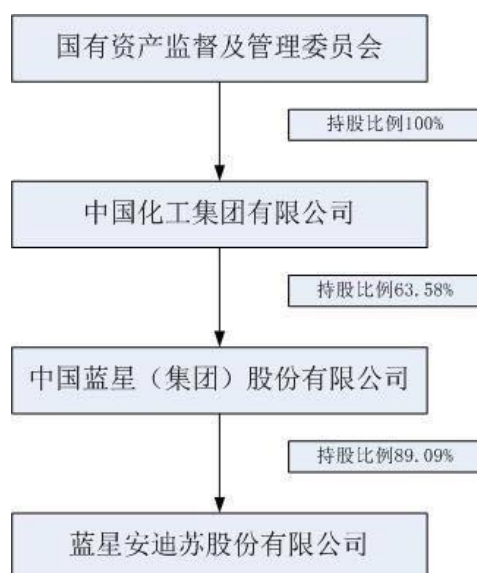 国有资产监督及管理委员会
持股比例100%
中国化工集团有限公司
持股比例63.58%
中国蓝星（集团）股份有限公司
持股比例89.09%
蓝星安迪苏股份有限公司